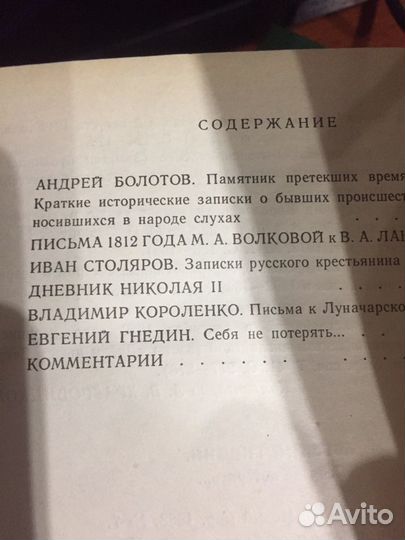 СОДЕРЖАНИЕ
АНДРЕЙ БОЛОТОВ. Памятник претекших время
Краткие исторические записки о бывших происшест
носившихся в народе слухах . . .
ПИСЬМА 1812 ГОДА М. А. ВОЛКОВОЙ к В. А. ЛАН
ИВАН СТОЛЯРОВ. Записки русского крестьянина
ДНЕВНИК НИКОЛАЯ II . . .
ВЛАДИМИР КОРОЛЕНКО. Письма к Луначарско
ЕВГЕНИЙ ГНЕДИН. Себя не потерять... . .
КОММЕНТАРИИ . . . . . . .
Avito